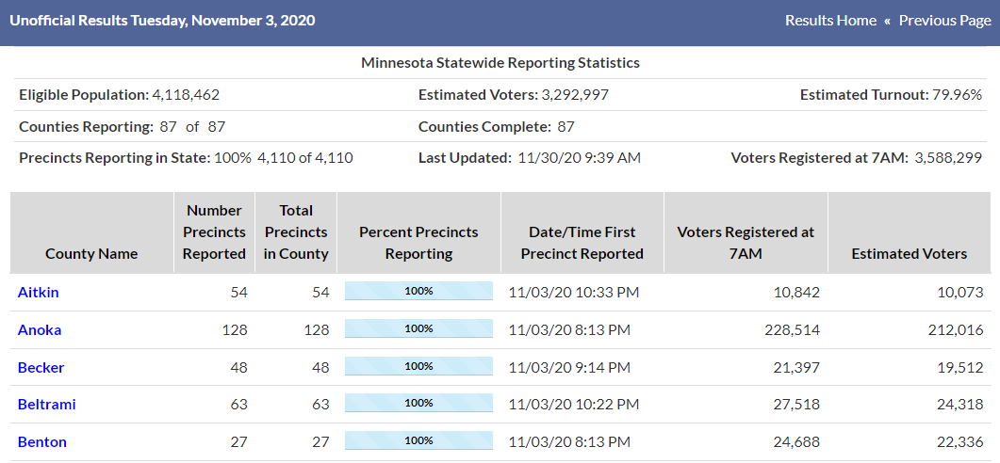 Unofficial Results Tuesday, November 3, 2020 Results Home « Previous Page
Minnesota Statewide Reporting Statistics
Eligible Population: 4,118,462 Estimated Voters: 3,292,997 Estimated Turnout: 79.96%
Counties Reporting: 87 of 87 Counties Complete: 87
Precincts Reporting in State: 100% 4,110 of 4,110 Last Updated: 11/30/20 9:39 AM Voters Registered at 7AM: 3,588,299
County Name Number Precincts Reported Total Precincts in County Percent Precincts Reporting Date/Time First Precinct Reported Voters Registered at 7AM Estimated Voters
Aitkin 54 54 100% 11/03/20 10:33 PM 10,842 10,073
Anoka 128 128 100% 11/03/20 8:13 PM 228,514 212,016
Becker 48 48 100% 11/03/20 9:14 PM 21,397 19,512
Beltrami 63 63 100% 11/03/20 10:22 PM 27,518 24,318
Benton 27 27 100% 11/03/20 8:13 PM 24,688 22,336